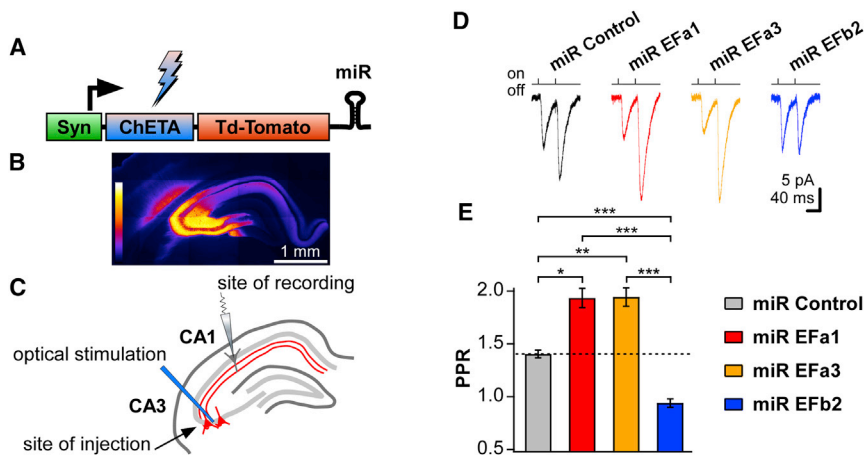 A
miR
Syn
ChETA
Td-Tomato
B
1 mm
C
site of recording
CA1
optical stimulation
CA3
site of injection
D
miR Control
miR EFa1
miR EFa3
miR EFb2
on
off
5 pA
40 ms
E
***
***
**
*
***
2.0
1.5
1.0
0.5
PPR
miR Control
miR EFa1
miR EFa3
miR EFb2